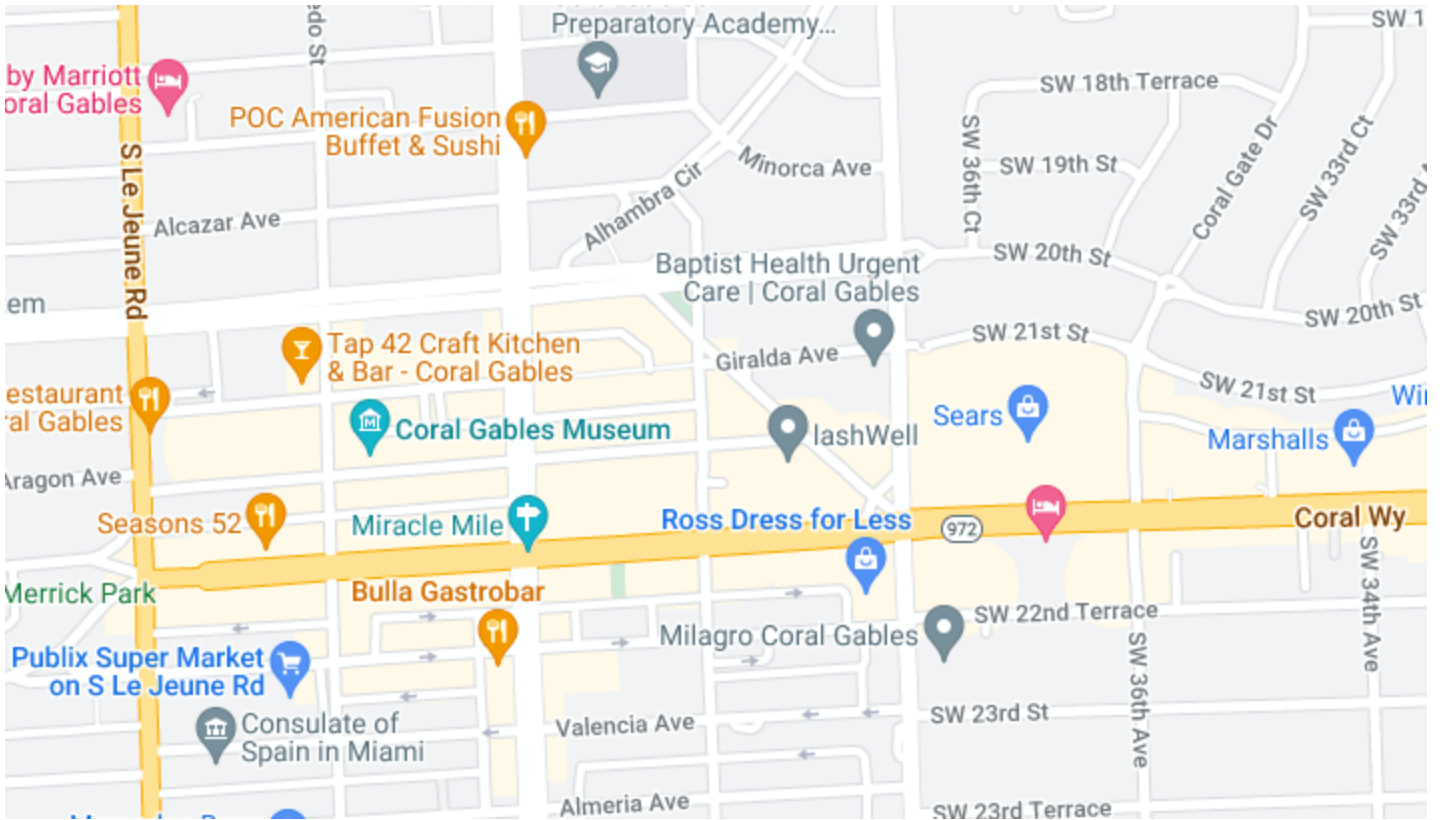 Preparatory Academy...
SW 1
edo St
by Marriott
oral Gables
SW 18th Terrace
POC American Fusion
Buffet & Sushi
SW 36th Ct
Coral Gate Dr
SW 33rd Ct
Minorca Ave
SW 19th St
S Le Jeune Rd
Alhambra Cir
SW 33rd
Alcazar Ave
SW 20th St
Baptist Health Urgent
Care | Coral Gables
em
SW 20th St
SW 21st St
Tap 42 Craft Kitchen
& Bar - Coral Gables
Giralda Ave
SW 21st St
estaurant
ral Gables
Wi
Sears
Coral Gables Museum
lashWell
Marshalls
Aragon Ave
Seasons 52
Miracle Mile
Ross Dress for Less
972
Coral Wy
Merrick Park
Bulla Gastrobar
SW 34th Ave
SW 22nd Terrace
Milagro Coral Gables
SW 36th Ave
Publix Super Market
on S Le Jeune Rd
Consulate of
Spain in Miami
Valencia Ave
SW 23rd St
Almeria Ave
SW 23rd Terrace